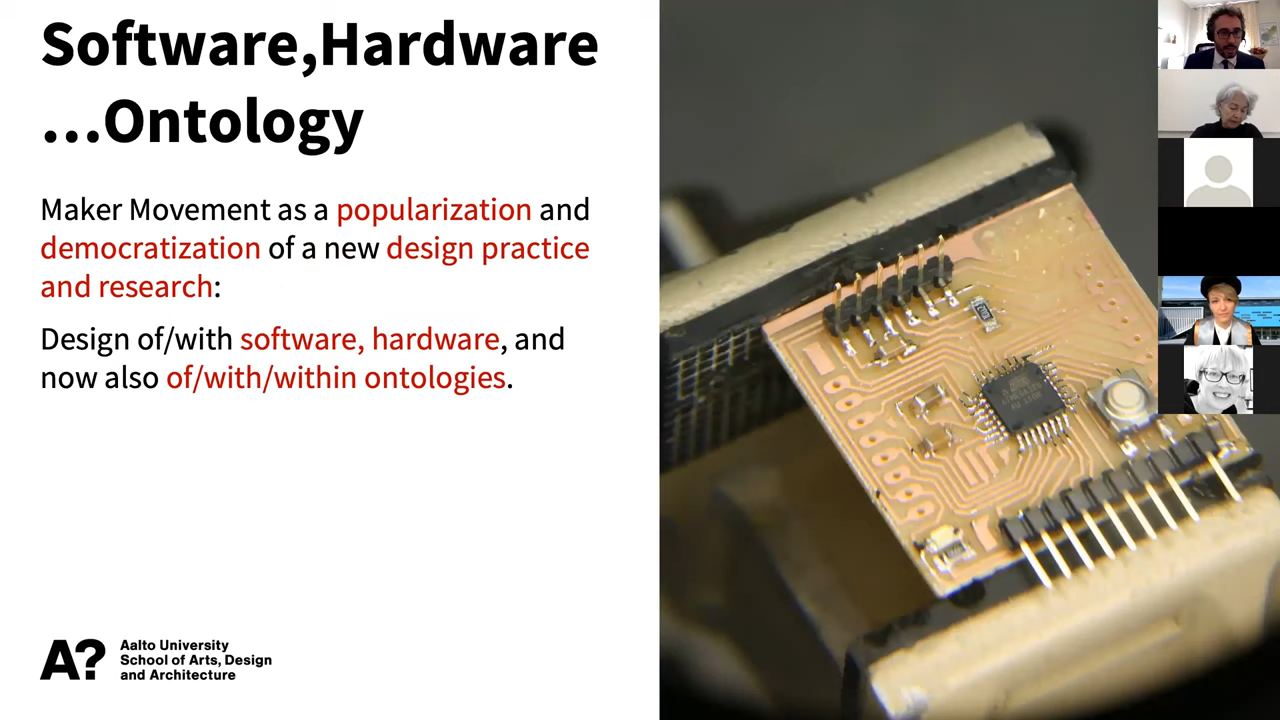 Software,Hardware
...Ontology
Maker Movement as a popularization and
democratization of a new design practice
and research:
Design of/with software, hardware, and
now also of/with/within ontologies.
A?
Aalto University
School of Arts, Design
and Architecture